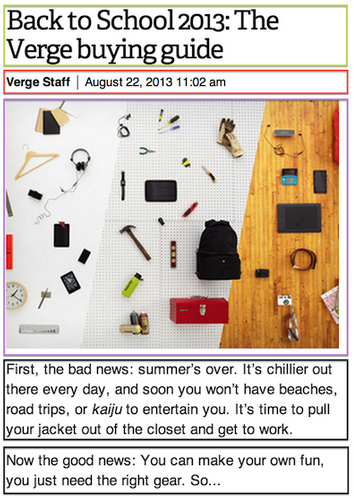 Back to School 2013: The
Verge buying guide
Verge Staff | August 22, 2013 11:02 am
First, the bad news: summer's over. It's chillier out
there every day, and soon you won't have beaches,
road trips, or kaiju to entertain you. It's time to pull
your jacket out of the closet and get to work.
Now the good news: You can make your own fun,
you just need the right gear. So...